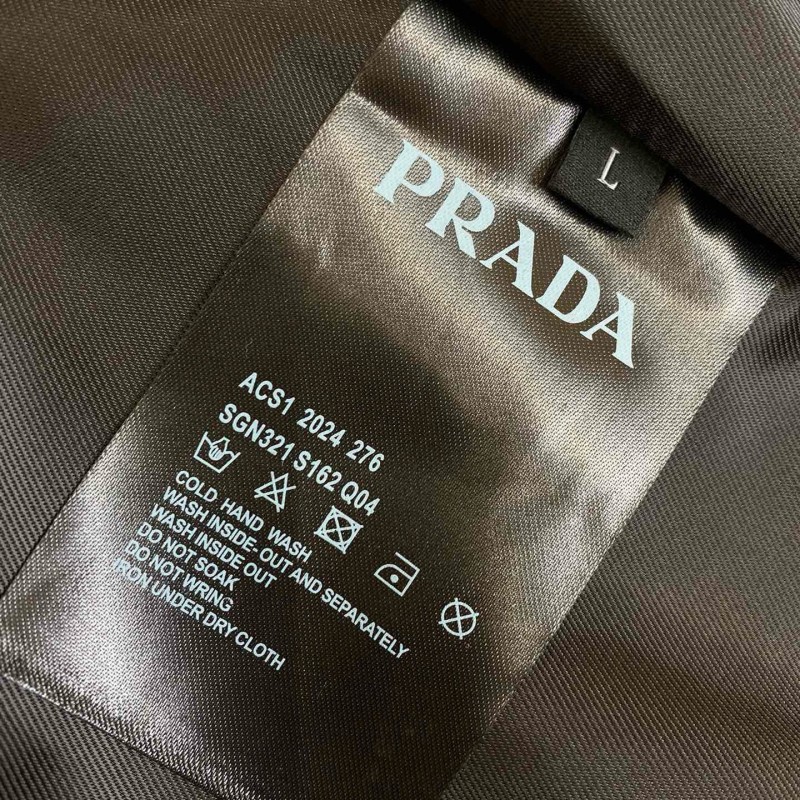 L
PRADA
ACS1 2024 276
SGN321 S162 Q04
COLD HAND WASH
WASH INSIDE- OUT AND SEPARATELY
WASH INSIDE OUT
DO NOT SOAK
DO NOT WRING
IRON UNDER DRY CLOTH